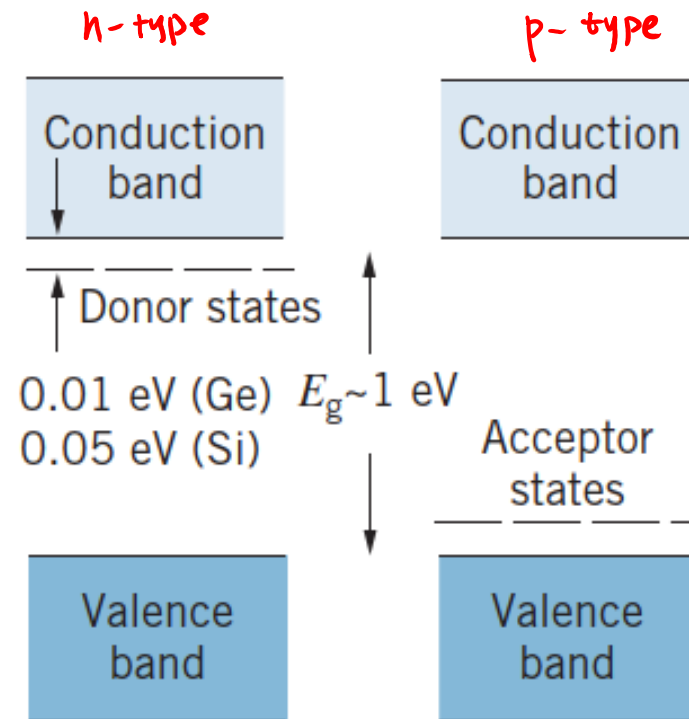 n-type
Conduction
band
Donor states
0.01 eV (Ge)
0.05 eV (Si)
Valence
band
E_g~1 eV
p-type
Conduction
band
Acceptor
states
Valence
band